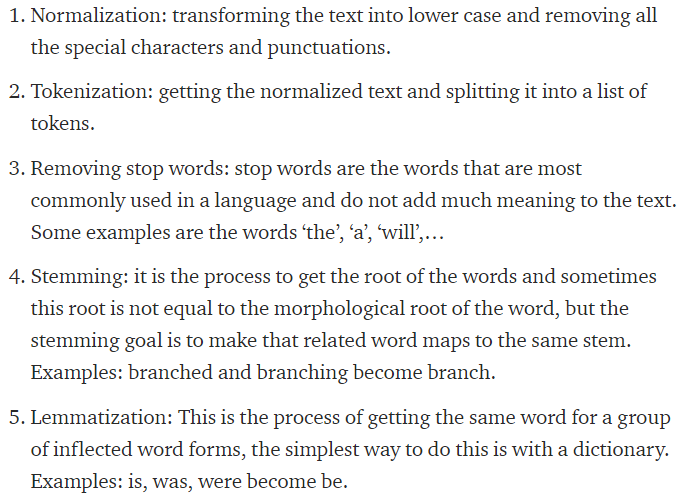 1. Normalization: transforming the text into lower case and removing all
the special characters and punctuations.
2. Tokenization: getting the normalized text and splitting it into a list of
tokens.
3. Removing stop words: stop words are the words that are most
commonly used in a language and do not add much meaning to the text.
Some examples are the words ‘the’, ‘a’, ‘will’,…
4. Stemming: it is the process to get the root of the words and sometimes
this root is not equal to the morphological root of the word, but the
stemming goal is to make that related word maps to the same stem.
Examples: branched and branching become branch.
5. Lemmatization: This is the process of getting the same word for a group
of inflected word forms, the simplest way to do this is with a dictionary.
Examples: is, was, were become be.